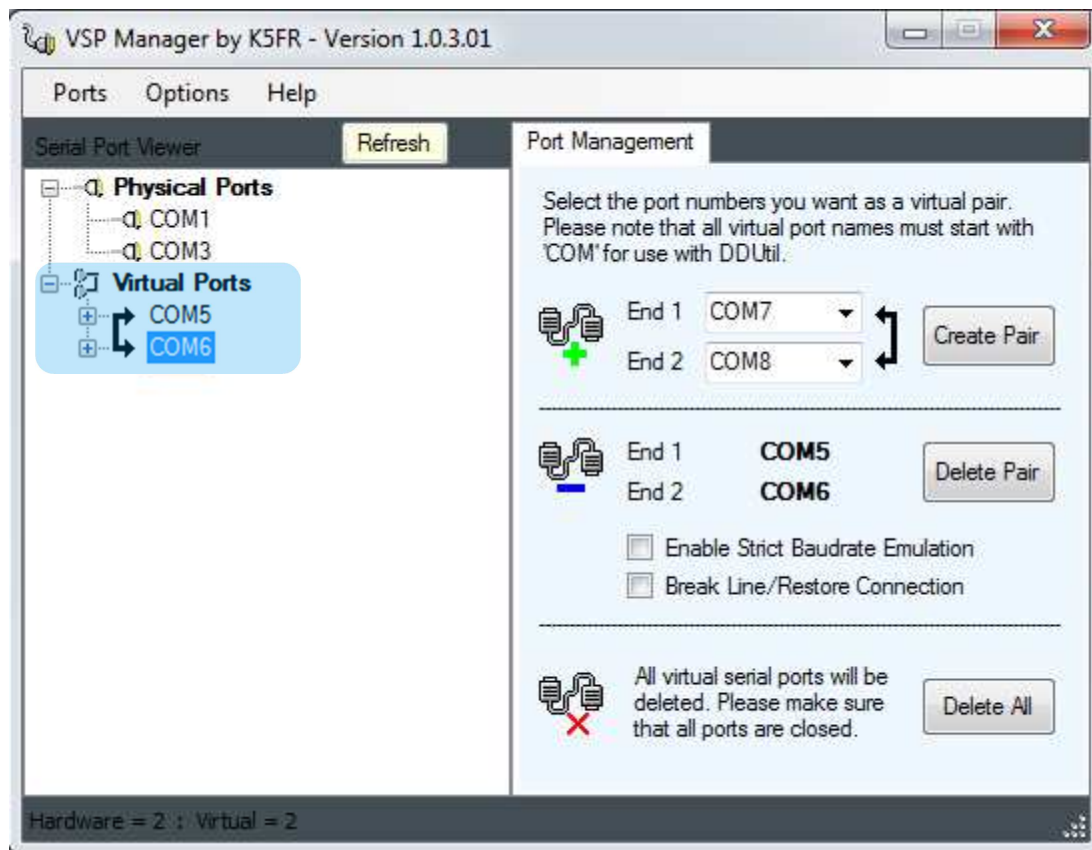 VSP Manager by K5FR - Version 1.0.3.01
Ports Options Help
Serial Port Viewer
Refresh
Physical Ports
COM1
COM3
Virtual Ports
COM5
COM6
Port Management
Select the port numbers you want as a virtual pair.
Please note that all virtual port names must start with
'COM' for use with DDUtil.
End 1 COM7
End 2 COM8
Create Pair
End 1 COM5
End 2 COM6
Delete Pair
Enable Strict Baudrate Emulation
Break Line/Restore Connection
All virtual serial ports will be
deleted. Please make sure
that all ports are closed.
Delete All
Hardware = 2 : Virtual = 2